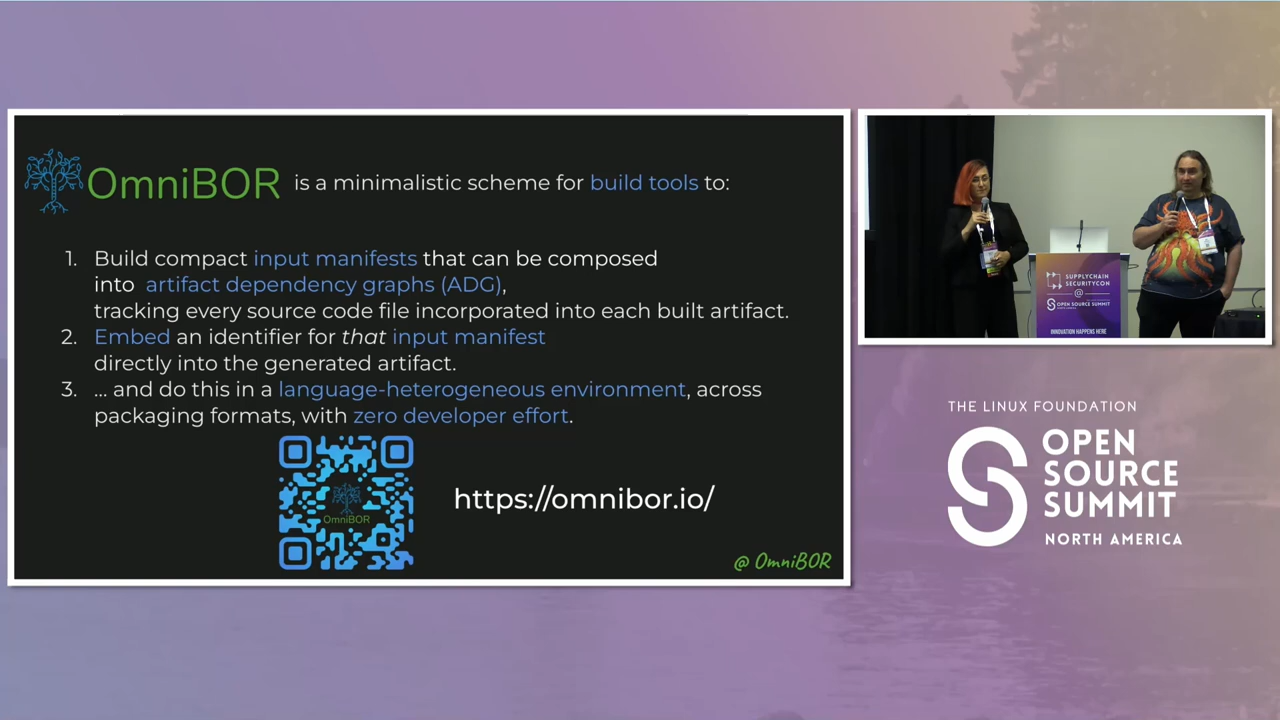 OmniBOR is a minimalistic scheme for build tools to:
1. Build compact input manifests that can be composed
into artifact dependency graphs (ADG),
tracking every source code file incorporated into each built artifact.
2. Embed an identifier for that input manifest
directly into the generated artifact.
3. ... and do this in a language-heterogeneous environment, across
packaging formats, with zero developer effort.
OmniBOR
https://omnibor.io/
@ OmniBOR
SUPPLYCHAIN
SECURITYCON
@
OPEN SOURCE SUMMIT
INNOVATION HAPPENS HERE
THE LINUX FOUNDATION
OPEN
SOURCE
SUMMIT
NORTH AMERICA